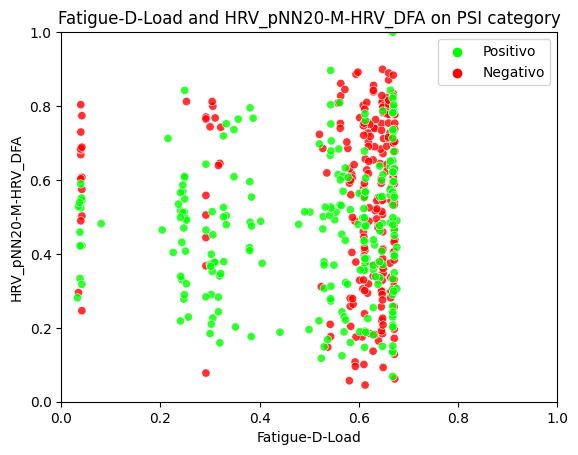 Fatigue-D-Load and HRV_pNN20-M-HRV_DFA on PSI category
Positivo
Negativo
1.0
0.8
0.6
0.4
0.2
0.0
HRV_pNN20-M-HRV_DFA
0.0 0.2 0.4 0.6 0.8 1.0
Fatigue-D-Load